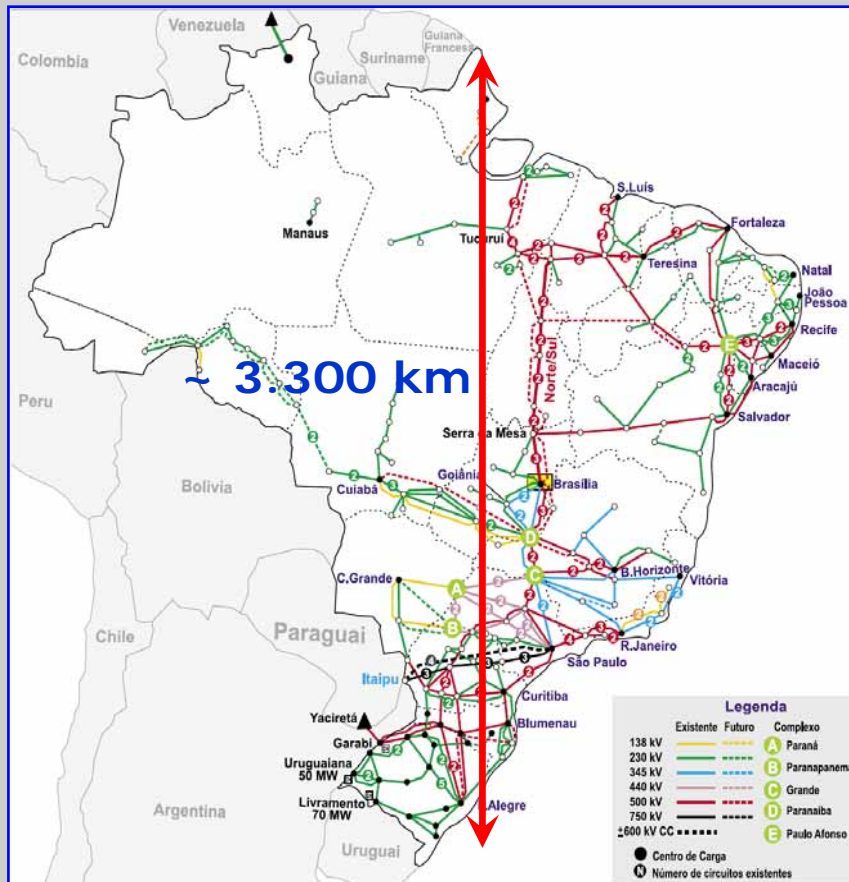 Venezuela
Guiana
Francesa
Suriname
Colombia
Guiana
S.Luís
Manaus
Tucuruí
Fortaleza
Teresina
Natal
João
Pessoa
Recife
Maceió
Aracajú
Salvador
Norte/Sul
~ 3.300 km
Peru
Serra da Mesa
Bolivia
Cuiabá
Goiânia
Brasília
B.Horizonte
Vitória
C.Grande
R.Janeiro
São Paulo
Chile
Paraguai
Itaipu
Curitiba
Blumenau
Yaciretá
Garabi
Uruguaiana
50 MW
Livramento
70 MW
Alegre
Argentina
Uruguai
A
B
C
D
E
Legenda
Existente Futuro Complexo
138 kV A Paraná
230 kV B Paranapanema
345 kV C Grande
440 kV D Paranaiba
500 kV E Paulo Afonso
750 kV
±600 kV CC
Centro de Carga
N Número de circuitos existentes